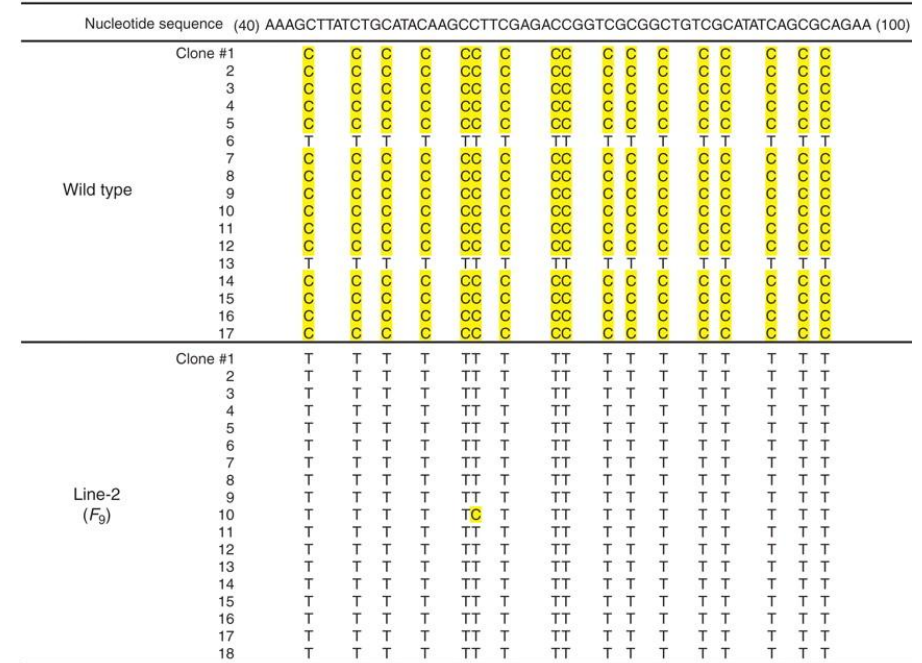 Nucleotide sequence (40) AAAGCTTATCTGCATACAAGCCTTCGAGACCGGTCGCGGCTGTCGCATATCAGCGCAGAA (100)
Clone #1 C C C C CC C CC C C C C C C C C
2 C C C C CC C CC C C C C C C C C
3 C C C C CC C CC C C C C C C C C
4 C C C C CC C CC C C C C C C C C
5 C C C C CC C CC C C C C C C C C
6 T T T T TT T TT T T T T T T T T
7 C C C C CC C CC C C C C C C C C
8 C C C C CC C CC C C C C C C C C
Wild type 9 C C C C CC C CC C C C C C C C C
10 C C C C CC C CC C C C C C C C C
11 C C C C CC C CC C C C C C C C C
12 C C C C CC C CC C C C C C C C C
13 T T T T TT T TT T T T T T T T T
14 C C C C CC C CC C C C C C C C C
15 C C C C CC C CC C C C C C C C C
16 C C C C CC C CC C C C C C C C C
17 C C C C CC C CC C C C C C C C C
Clone #1 T T T T TT T TT T T T T T T T T
2 T T T T TT T TT T T T T T T T T
3 T T T T TT T TT T T T T T T T T
4 T T T T TT T TT T T T T T T T T
5 T T T T TT T TT T T T T T T T T
6 T T T T TT T TT T T T T T T T T
7 T T T T TT T TT T T T T T T T T
8 T T T T TT T TT T T T T T T T T
Line-2 9 T T T T TT T TT T T T T T T T T
(F9) 10 T T T T TC T TT T T T T T T T T
11 T T T T TT T TT T T T T T T T T
12 T T T T TT T TT T T T T T T T T
13 T T T T TT T TT T T T T T T T T
14 T T T T TT T TT T T T T T T T T
15 T T T T TT T TT T T T T T T T T
16 T T T T TT T TT T T T T T T T T
17 T T T T TT T TT T T T T T T T T
18 T T T T TT T TT T T T T T T T T